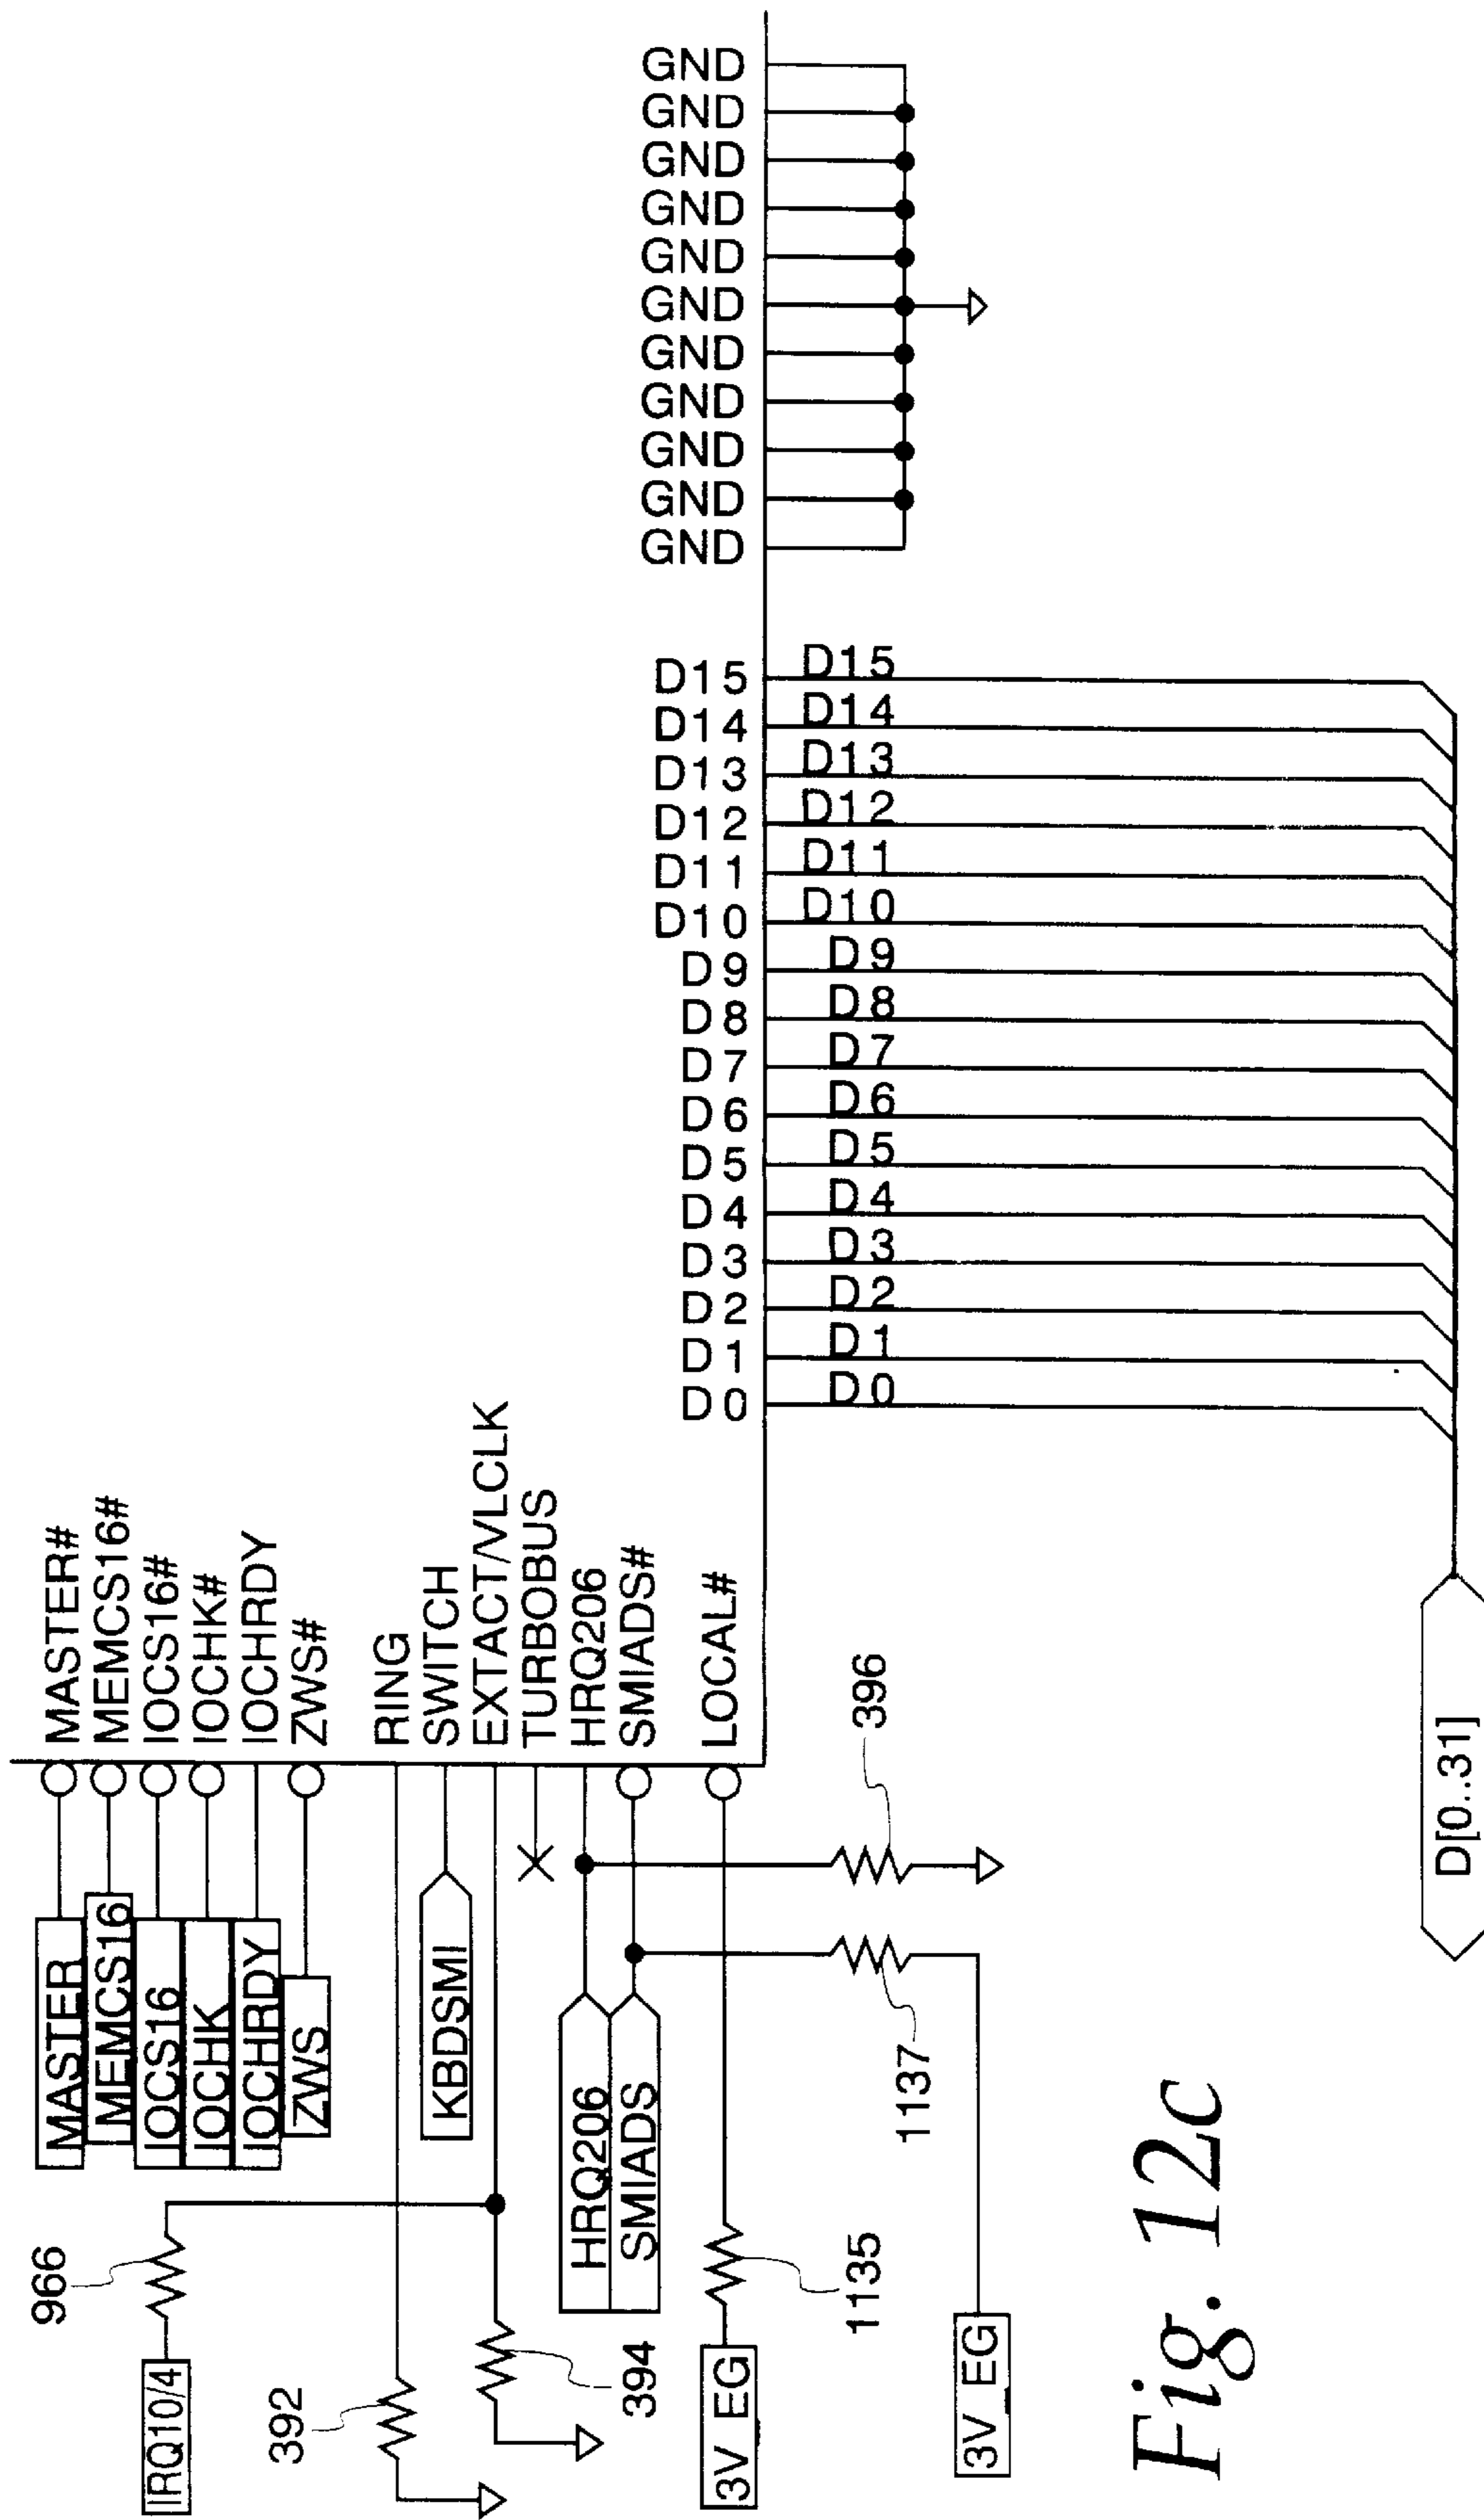 MASTER#
MEMCS16#
IOCS16#
IOCHK#
IOCHRDY
ZWS#
RING
SWITCH
EXTACT/VLCLK
TURBOBUS
HRQ206
SMIADS#
LOCAL#
MASTER
MEMCS16
IOCS16
IOCHK
IOCHRDY
ZWS
KBDSMI
HRQ206
SMIADS
966
IRQ10/4
392
394
3V EG
1135
3V EG
1137
396
D0 D1 D2 D3 D4 D5 D6 D7 D8 D9 D10 D11 D12 D13 D14 D15
GND GND GND GND GND GND GND GND GND GND GND
D0 D1 D2 D3 D4 D5 D6 D7 D8 D9 D10 D11 D12 D13 D14 D15
D[0..31]
Fig. 12c